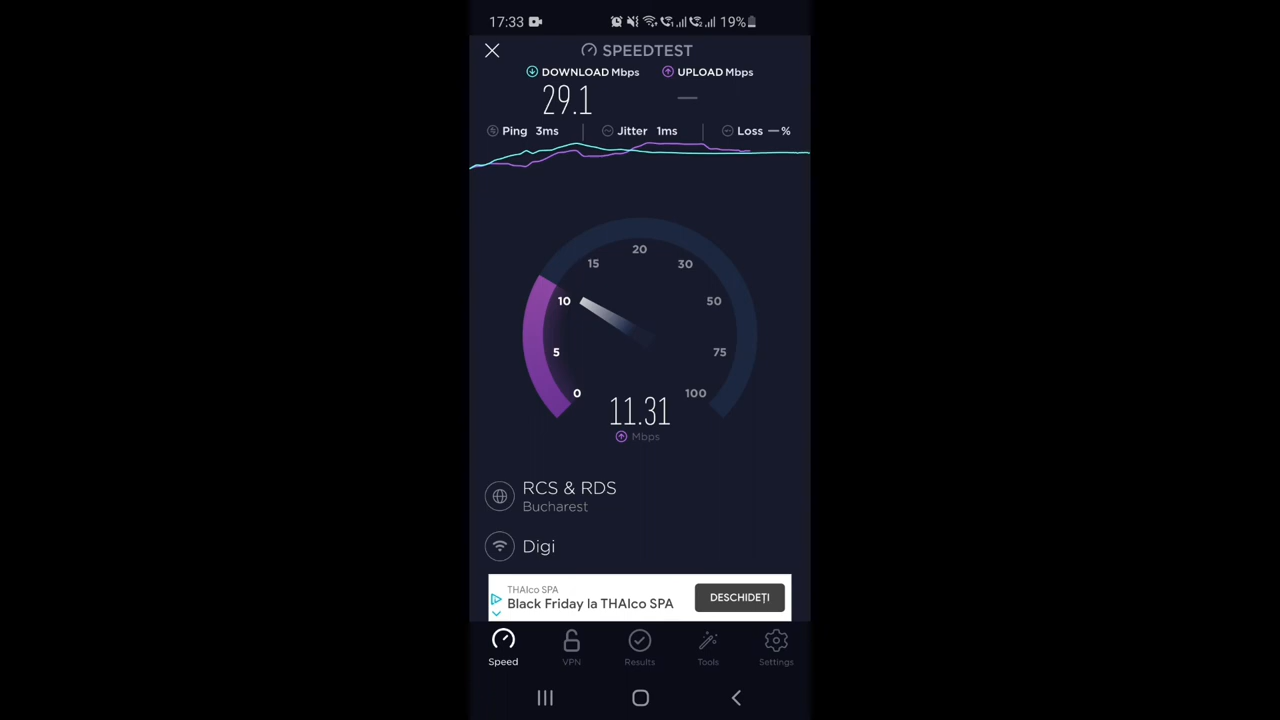 17:33 19%
SPEEDTEST
DOWNLOAD Mbps UPLOAD Mbps
29.1 —
Ping 3ms Jitter 1ms Loss — %
20
15 30
10 50
5 75
0 100
11.31
Mbps
RCS & RDS
Bucharest
Digi
THAIco SPA
Black Friday la THAIco SPA
DESCHIDEȚI
Speed VPN Results Tools Settings